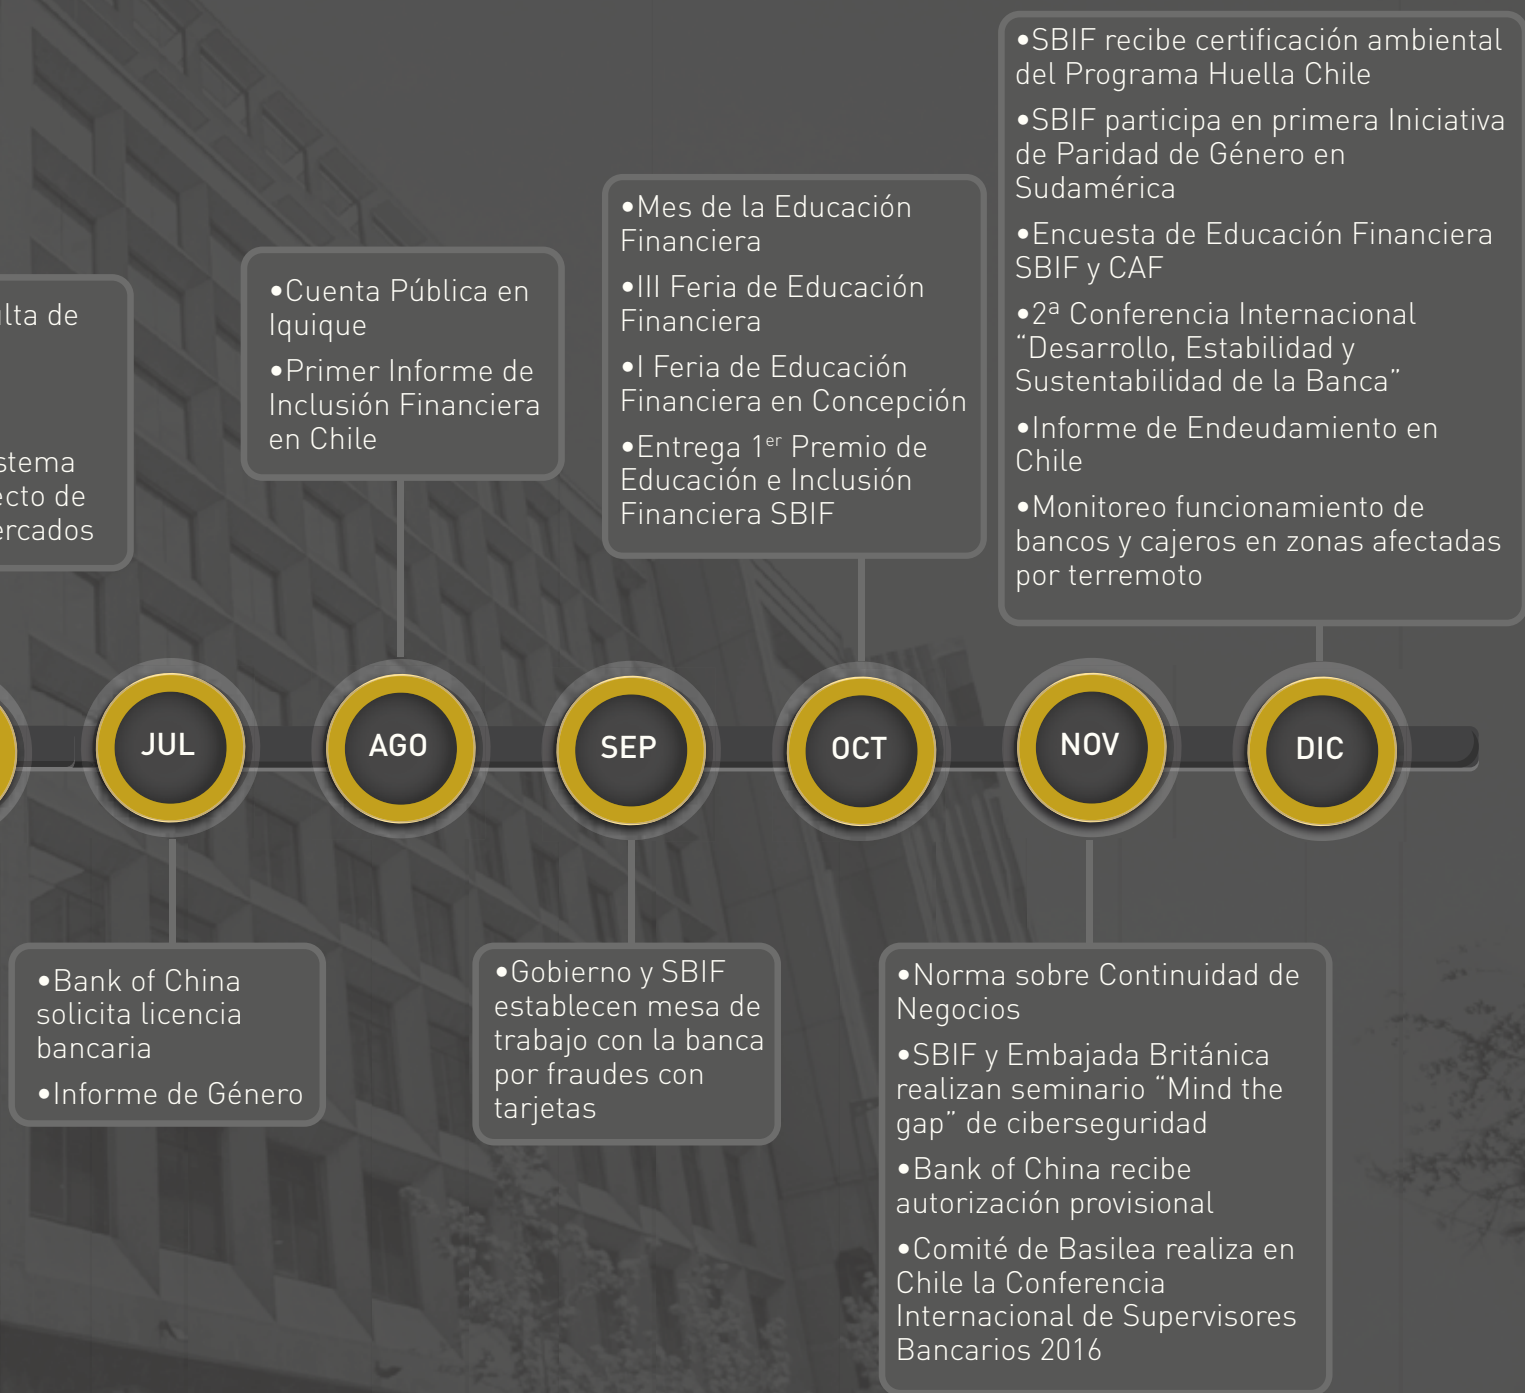 de
ercados
•Cuenta Pública en
Iquique
•Primer Informe de
Inclusión Financiera
en Chile
•Mes de la Educación
Financiera
•III Feria de Educación
Financiera
•I Feria de Educación
Financiera en Concepción
•Entrega 1er Premio de
Educación e Inclusión
Financiera SBIF
•SBIF recibe certificación ambiental
del Programa Huella Chile
•SBIF participa en primera Iniciativa
de Paridad de Género en
Sudamérica
•Encuesta de Educación Financiera
SBIF y CAF
•2ª Conferencia Internacional
“Desarrollo, Estabilidad y
Sustentabilidad de la Banca”
•Informe de Endeudamiento en
Chile
•Monitoreo funcionamiento de
bancos y cajeros en zonas afectadas
por terremoto
JUL
AGO
SEP
OCT
NOV
DIC
•Bank of China
solicita licencia
bancaria
•Informe de Género
•Gobierno y SBIF
establecen mesa de
trabajo con la banca
por fraudes con
tarjetas
•Norma sobre Continuidad de
Negocios
•SBIF y Embajada Británica
realizan seminario “Mind the
gap” de ciberseguridad
•Bank of China recibe
autorización provisional
•Comité de Basilea realiza en
Chile la Conferencia
Internacional de Supervisores
Bancarios 2016